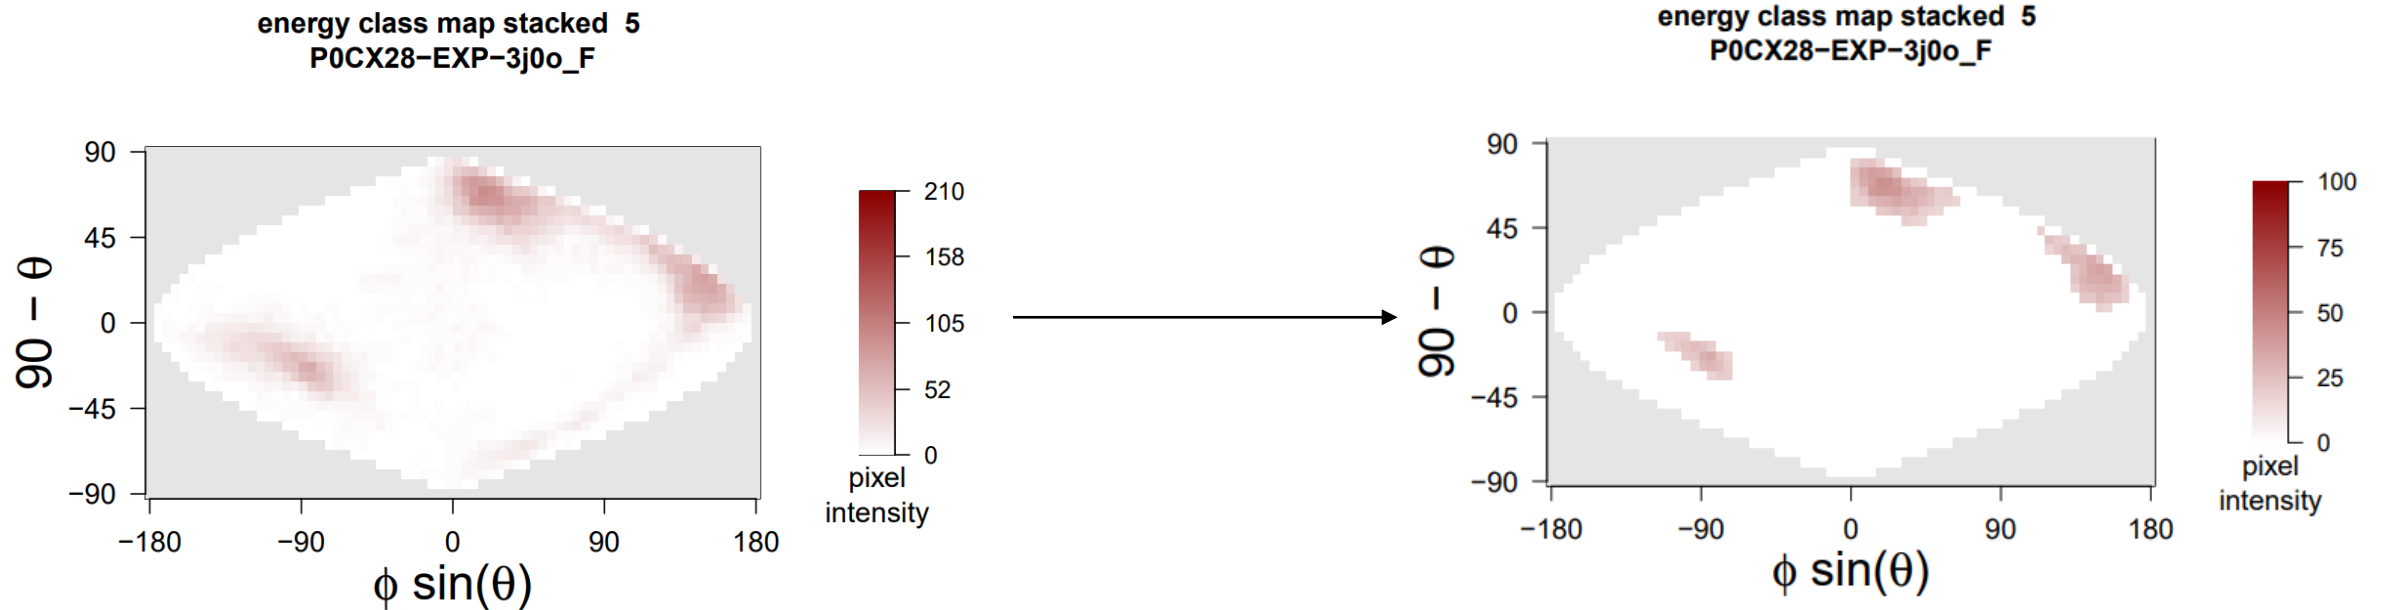 energy class map stacked  5
P0CX28−EXP−3j0o_F
90
45
0
−45
−90
90 − θ
−180
−90
0
90
180
ϕ sin(θ)
210
158
105
52
0
pixel
intensity
energy class map stacked  5
P0CX28−EXP−3j0o_F
90
45
0
−45
−90
90 − θ
−180
−90
0
90
180
ϕ sin(θ)
100
75
50
25
0
pixel
intensity